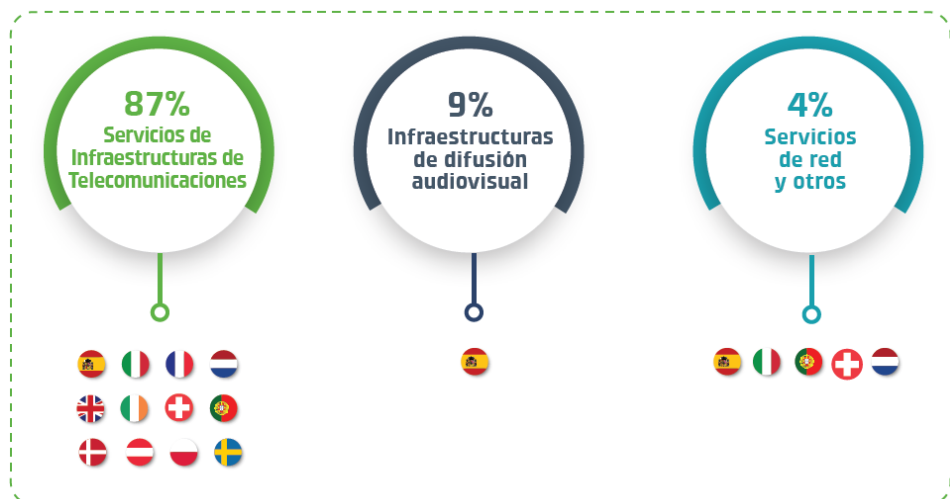 87%
Servicios de
Infraestructuras de
Telecomunicaciones
9%
Infraestructuras
de difusión
audiovisual
4%
Servicios
de red
y otros